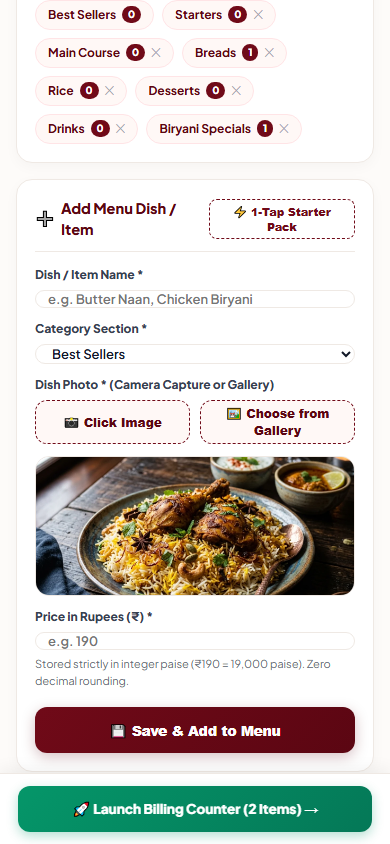 Best Sellers 0 Starters 0 ×
Main Course 0 × Breads 1 ×
Rice 0 × Desserts 0 ×
Drinks 0 × Biryani Specials 1 ×
➕ Add Menu Dish /
Item
⚡ 1-Tap Starter
Pack
Dish / Item Name *
e.g. Butter Naan, Chicken Biryani
Category Section *
Best Sellers
Dish Photo * (Camera Capture or Gallery)
📸 Click Image
🖼️ Choose from
Gallery
Price in Rupees (₹) *
e.g. 190
Stored strictly in integer paise (₹190 = 19,000 paise). Zero
decimal rounding.
💾 Save & Add to Menu
🚀 Launch Billing Counter (2 Items) →